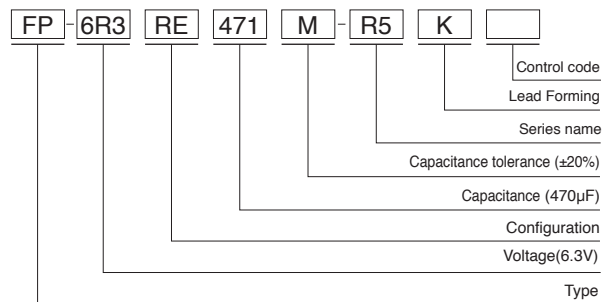 FP - 6R3 RE 471 M - R5 K
Control code
Lead Forming
Series name
Capacitance tolerance (±20%)
Capacitance (470μF)
Configuration
Voltage(6.3V)
Type